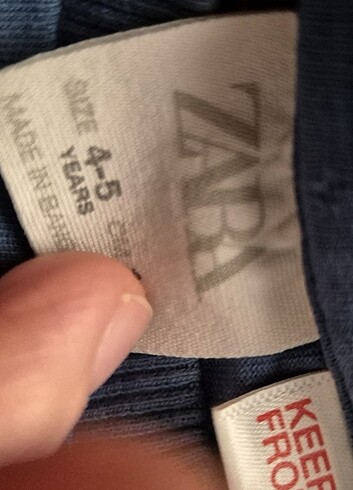 ZARA
SIZE 4-5
YEARS
MADE IN
KEEP
FRO